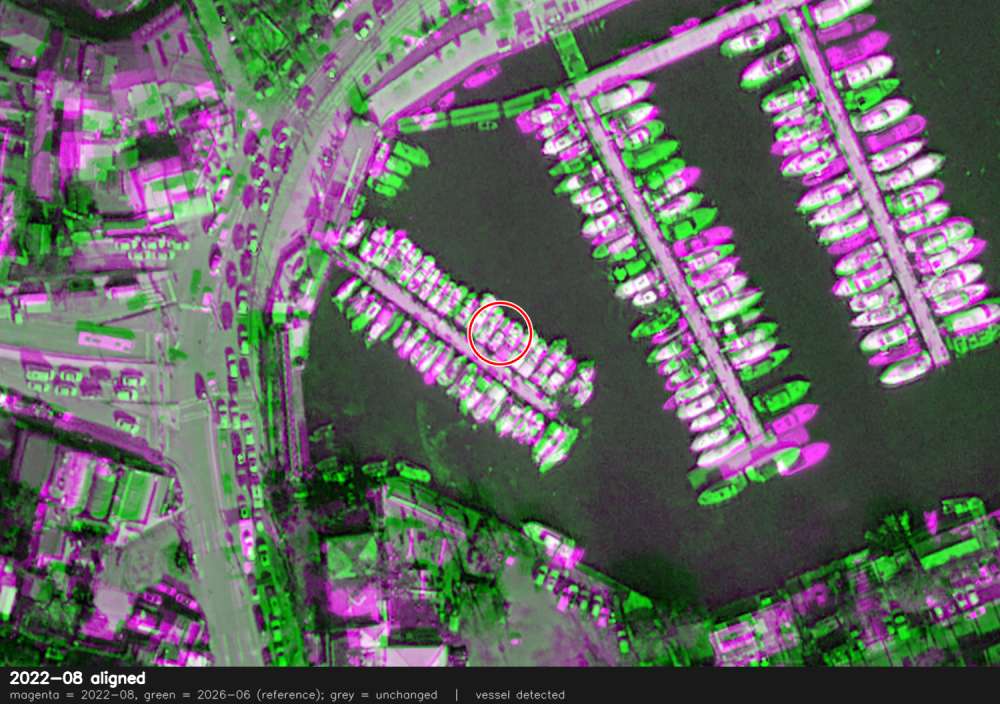 2022-08 aligned
magenta = 2022-08, green = 2026-06 (reference); grey = unchanged | vessel detected